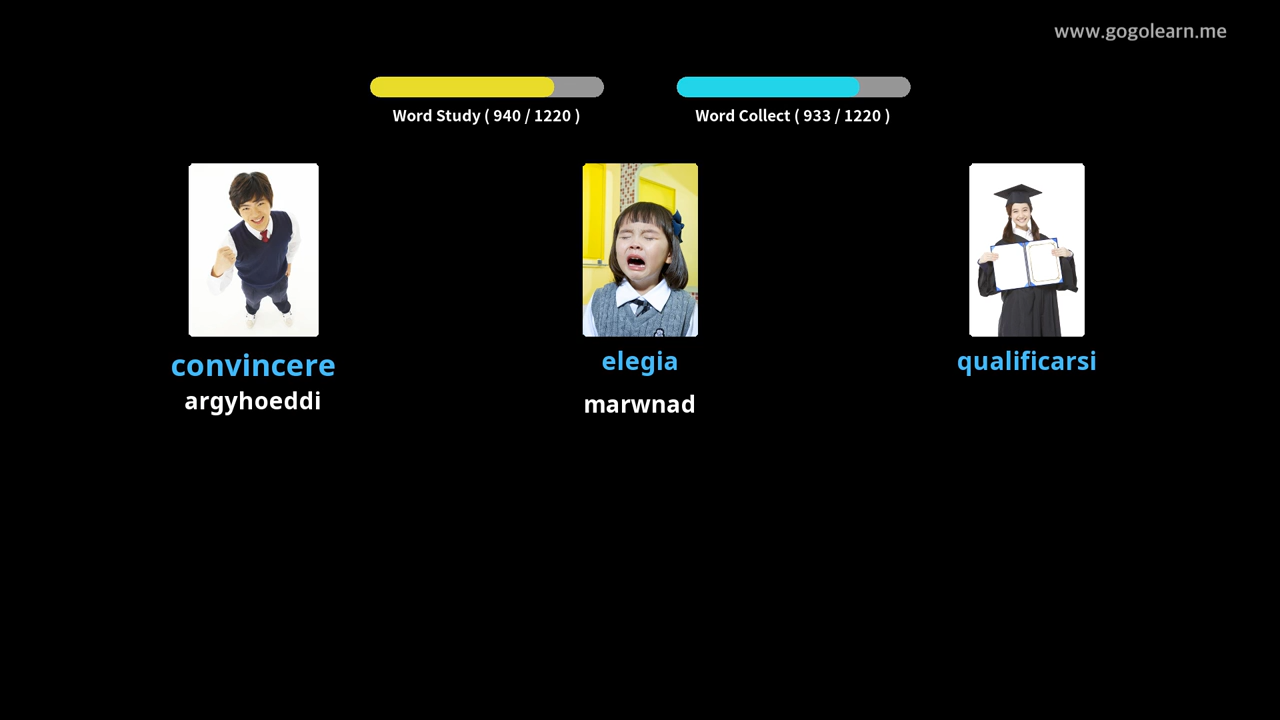 www.gogolearn.me
Word Study ( 940 / 1220 )
Word Collect ( 933 / 1220 )
convincere
argyhoeddi
elegia
marwnad
qualificarsi